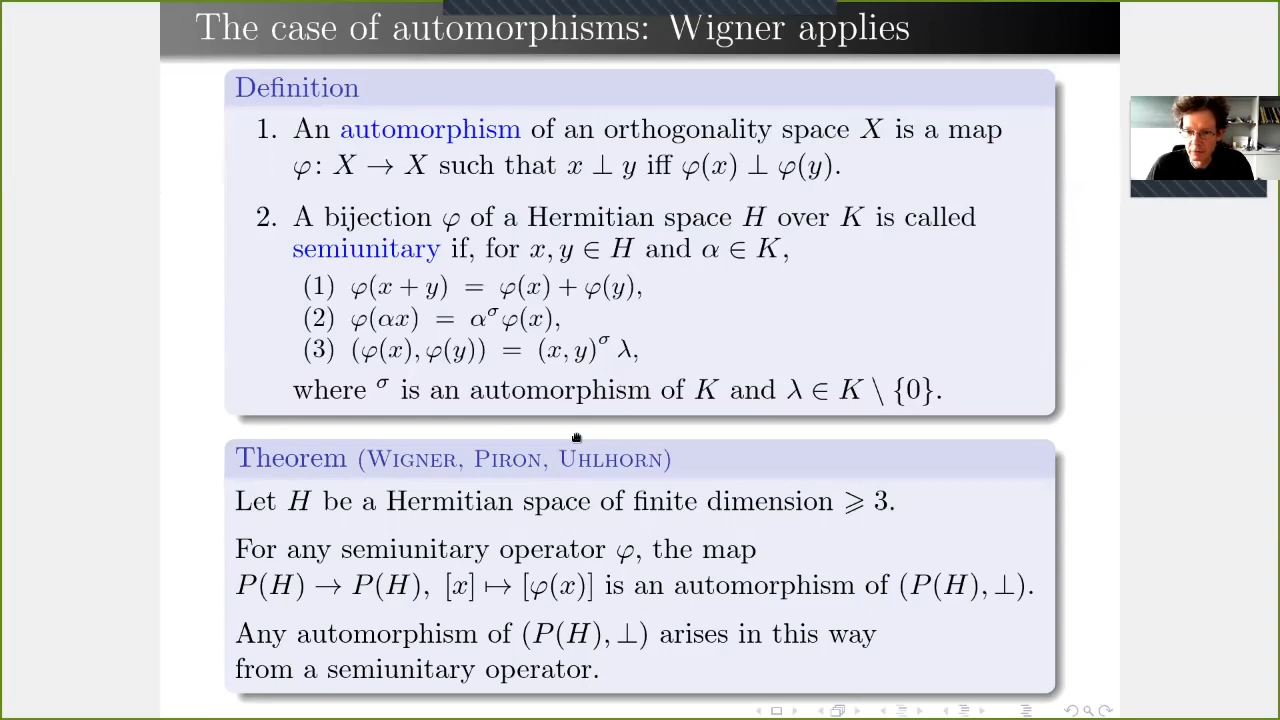 The case of automorphisms: Wigner applies
Definition
1. An automorphism of an orthogonality space X is a map
φ: X → X such that x ⊥ y iff φ(x) ⊥ φ(y).
2. A bijection φ of a Hermitian space H over K is called
semiunitary if, for x, y ∈ H and α ∈ K,
(1) φ(x + y) = φ(x) + φ(y),
(2) φ(αx) = α^σ φ(x),
(3) (φ(x), φ(y)) = (x, y)^σ λ,
where ^σ is an automorphism of K and λ ∈ K \ {0}.
Theorem (Wigner, Piron, Uhlhorn)
Let H be a Hermitian space of finite dimension ⩾ 3.
For any semiunitary operator φ, the map
P(H) → P(H), [x] ↦ [φ(x)] is an automorphism of (P(H), ⊥).
Any automorphism of (P(H), ⊥) arises in this way
from a semiunitary operator.